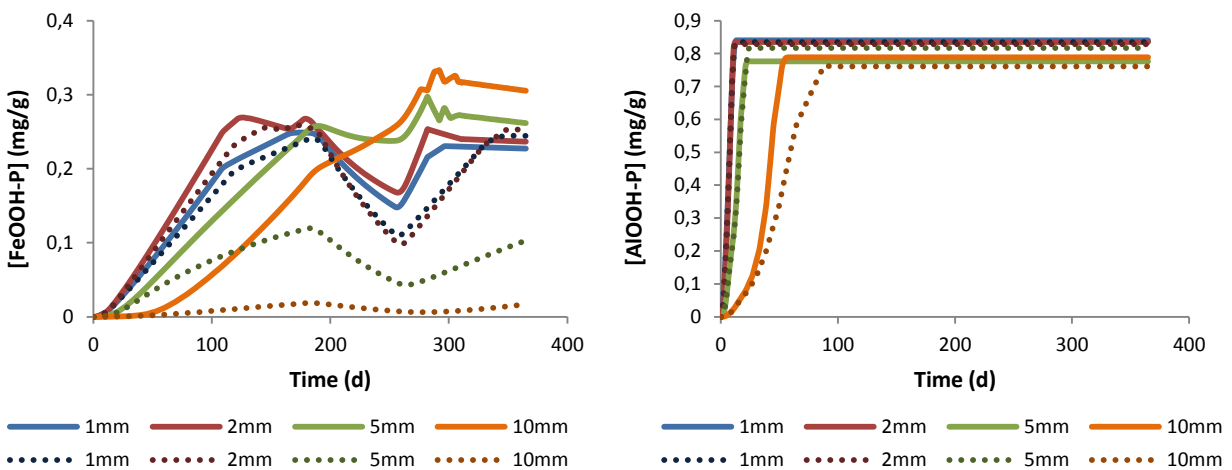 [FeOOH-P] (mg/g)
0,4
0,3
0,2
0,1
0
0 100 200 300 400
Time (d)
1mm 2mm 5mm 10mm
1mm 2mm 5mm 10mm
[AlOOH-P] (mg/g)
0,9
0,8
0,7
0,6
0,5
0,4
0,3
0,2
0,1
0
0 100 200 300 400
Time (d)
1mm 2mm 5mm 10mm
1mm 2mm 5mm 10mm